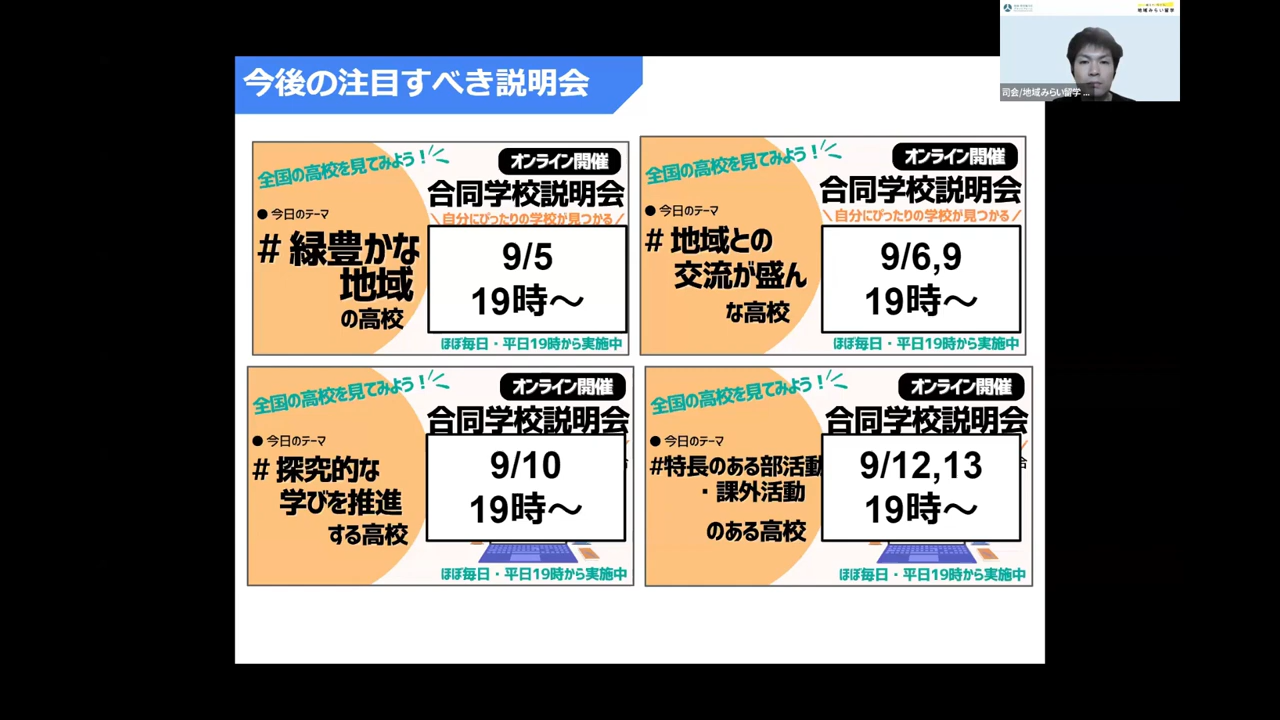 今後の注目すべき説明会
全国の高校を見てみよう！
オンライン開催
合同学校説明会
＼自分にぴったりの学校が見つかる／
● 今日のテーマ
# 緑豊かな
地域
の高校
9/5
19時～
ほぼ毎日・平日19時から実施中
全国の高校を見てみよう！
オンライン開催
合同学校説明会
＼自分にぴったりの学校が見つかる／
● 今日のテーマ
# 地域との
交流が盛ん
な高校
9/6,9
19時～
ほぼ毎日・平日19時から実施中
全国の高校を見てみよう！
オンライン開催
合同学校説明会
● 今日のテーマ
# 探究的な
学びを推進
する高校
9/10
19時～
ほぼ毎日・平日19時から実施中
全国の高校を見てみよう！
オンライン開催
合同学校説明会
● 今日のテーマ
#特長のある部活動
・課外活動
のある高校
9/12,13
19時～
ほぼ毎日・平日19時から実施中
地域みらい留学
司会/地域みらい留学 ...